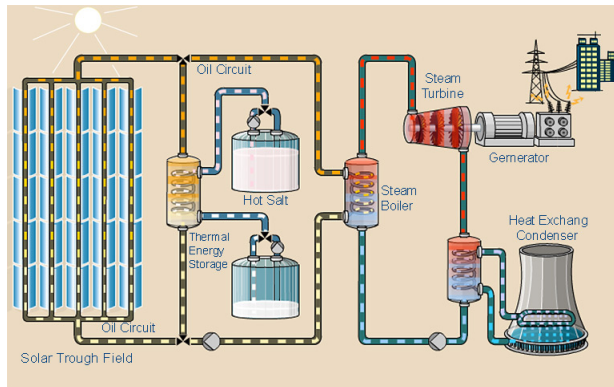 Oil Circuit
Steam
Turbine
Gernerator
Hot Salt
Steam
Boiler
Thermal
Energy
Storage
Heat Exchang
Condenser
Oil Circuit
Solar Trough Field